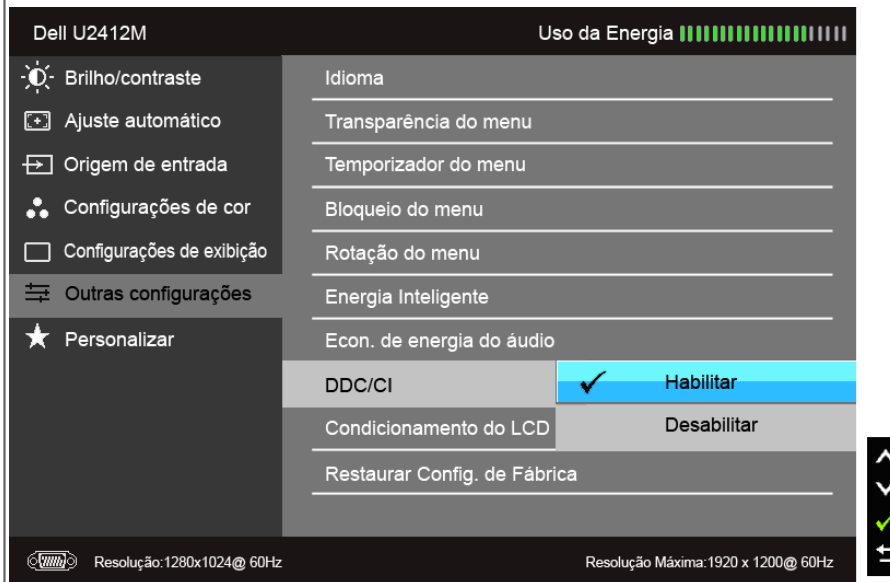 Dell U2412M
Uso da Energia
Brilho/contraste
Ajuste automático
Origem de entrada
Configurações de cor
Configurações de exibição
Outras configurações
Personalizar
Idioma
Transparência do menu
Temporizador do menu
Bloqueio do menu
Rotação do menu
Energia Inteligente
Econ. de energia do áudio
DDC/CI
Habilitar
Desabilitar
Condicionamento do LCD
Restaurar Config. de Fábrica
Resolução:1280x1024@ 60Hz
Resolução Máxima:1920 x 1200@ 60Hz